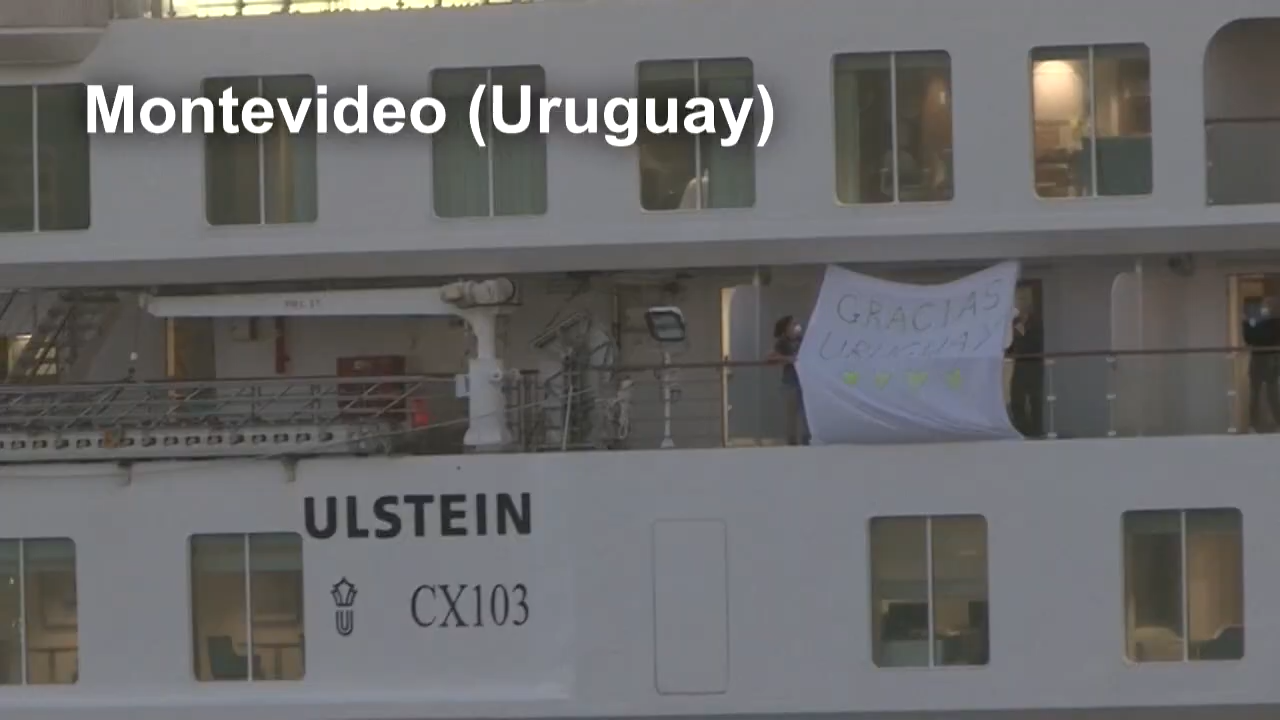 Montevideo (Uruguay)
GRACIAS
URUGUAY
ULSTEIN
CX103